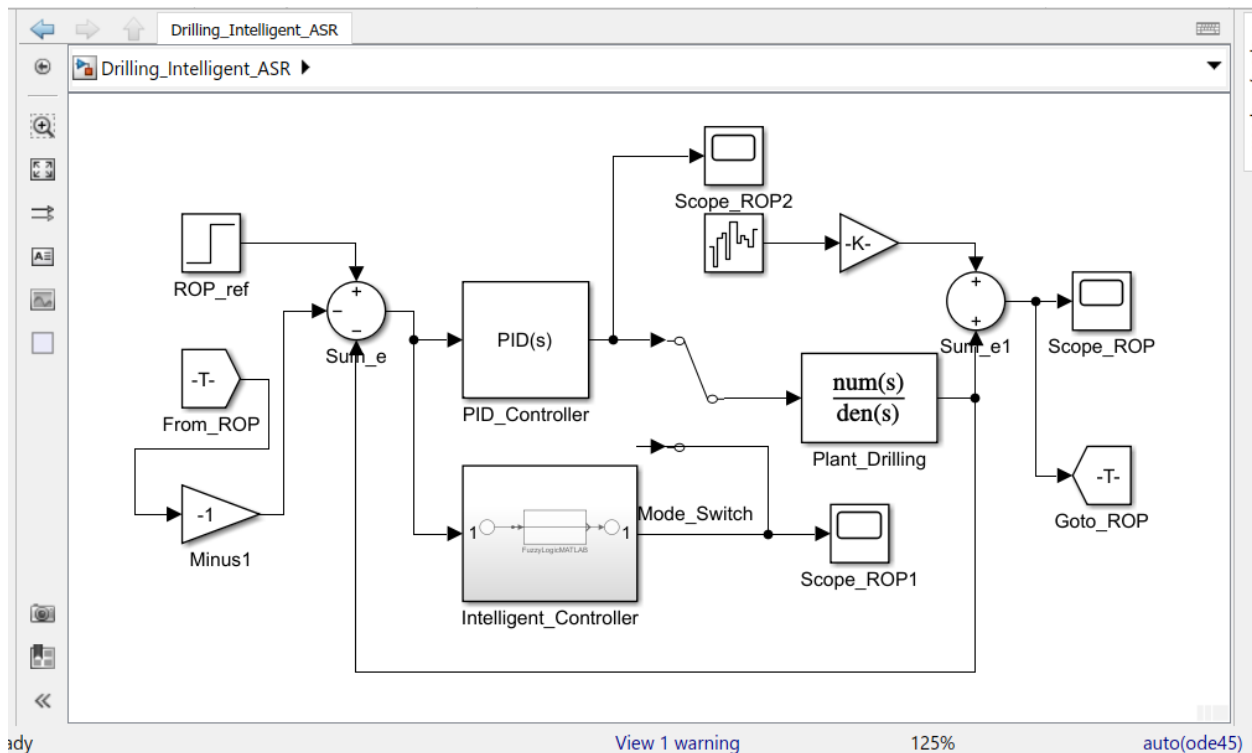 Drilling_Intelligent_ASR
Drilling_Intelligent_ASR
Scope_ROP2
ROP_ref
-K-
+
−
−
Sum_e
PID(s)
PID_Controller
+
+
Sum_e1
Scope_ROP
-T-
From_ROP
num(s)
den(s)
Plant_Drilling
-T-
Goto_ROP
-1
Minus1
Mode_Switch
1
1
FuzzyLogicMATLAB
Intelligent_Controller
Scope_ROP1
ady
View 1 warning
125%
auto(ode45)